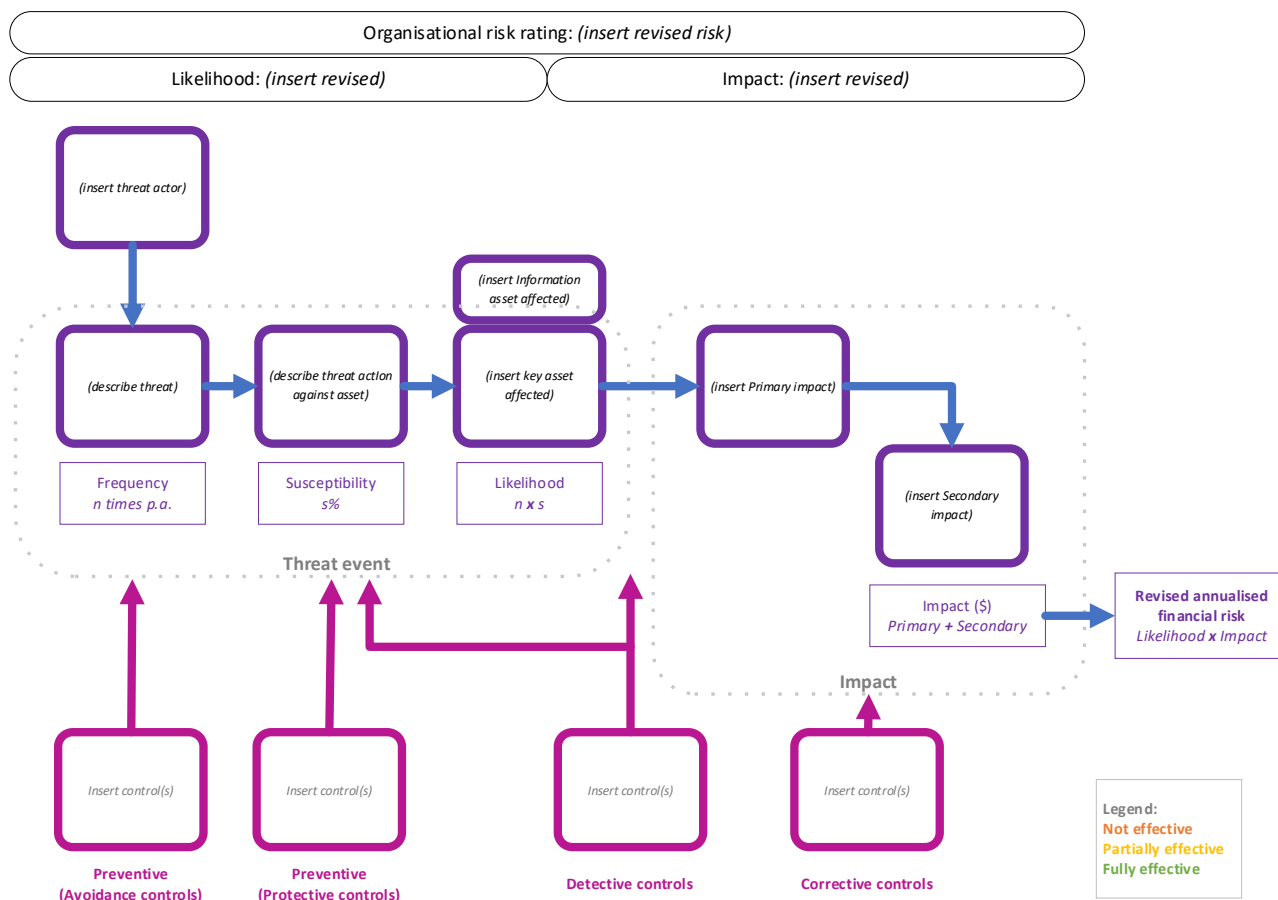 Organisational risk rating: (insert revised risk)
Likelihood: (insert revised)
Impact: (insert revised)
(insert threat actor)
(insert Information
asset affected)
(describe threat)
(describe threat action
against asset)
(insert key asset
affected)
(insert Primary impact)
Frequency
n times p.a.
Susceptibility
s%
Likelihood
n x s
(insert Secondary
impact)
Threat event
Impact ($)
Primary + Secondary
Revised annualised
financial risk
Likelihood x Impact
Impact
Insert control(s)
Insert control(s)
Insert control(s)
Insert control(s)
Preventive
(Avoidance controls)
Preventive
(Protective controls)
Detective controls
Corrective controls
Legend:
Not effective
Partially effective
Fully effective